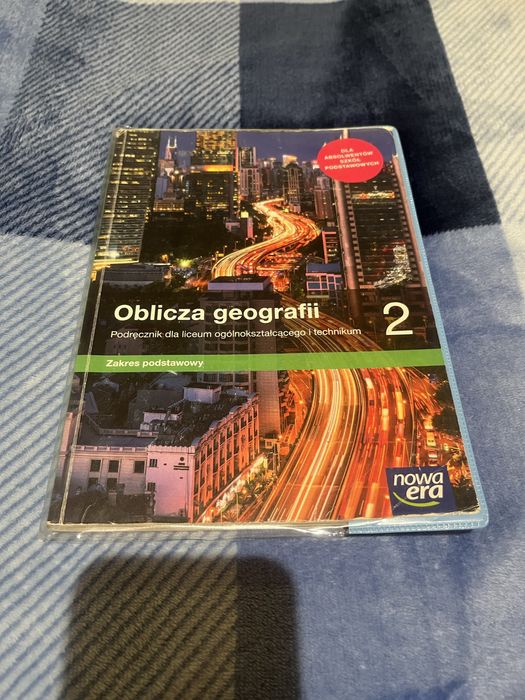 DLA
ABSOLWENTÓW
SZKÓŁ
PODSTAWOWYCH
Oblicza geografii 2
Podręcznik dla liceum ogólnokształcącego i technikum
Zakres podstawowy
nowa
era